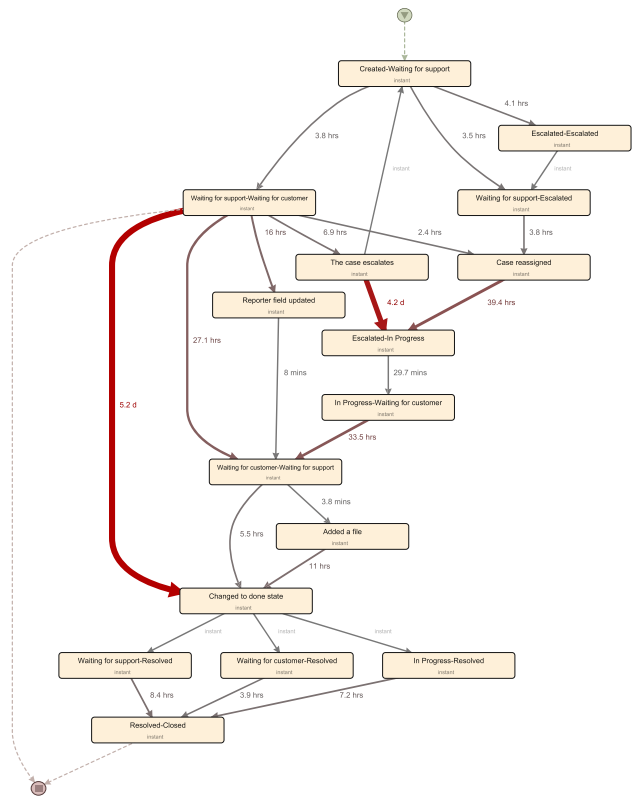 Created-Waiting for support
instant
4.1 hrs
Escalated-Escalated
instant
3.8 hrs
3.5 hrs
instant
instant
Waiting for support-Waiting for customer
instant
Waiting for support-Escalated
instant
16 hrs
6.9 hrs
2.4 hrs
3.8 hrs
The case escalates
instant
Case reassigned
instant
Reporter field updated
instant
4.2 d
39.4 hrs
Escalated-In Progress
instant
27.1 hrs
8 mins
29.7 mins
In Progress-Waiting for customer
instant
5.2 d
33.5 hrs
Waiting for customer-Waiting for support
instant
3.8 mins
5.5 hrs
Added a file
instant
11 hrs
Changed to done state
instant
instant
instant
instant
Waiting for support-Resolved
instant
Waiting for customer-Resolved
instant
In Progress-Resolved
instant
8.4 hrs
3.9 hrs
7.2 hrs
Resolved-Closed
instant